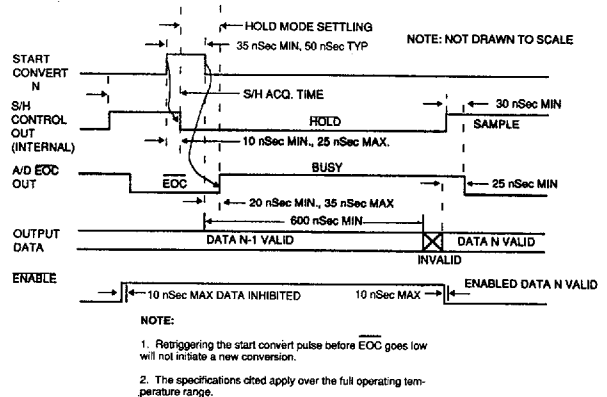 HOLD MODE SETTLING
35 nSec MIN, 50 nSec TYP
NOTE: NOT DRAWN TO SCALE
START
CONVERT
N
S/H ACQ. TIME
30 nSec MIN
S/H
CONTROL
OUT
(INTERNAL)
HOLD
SAMPLE
10 nSec MIN., 25 nSec MAX.
A/D EOC
OUT
EOC
BUSY
25 nSec MIN
20 nSec MIN., 35 nSec MAX
600 nSec MIN
OUTPUT
DATA
DATA N-1 VALID
DATA N VALID
INVALID
ENABLE
10 nSec MAX DATA INHIBITED
10 nSec MAX
ENABLED DATA N VALID
NOTE:
1. Retriggering the start convert pulse before EOC goes low
will not initiate a new conversion.
2. The specifications cited apply over the full operating tem-
perature range.